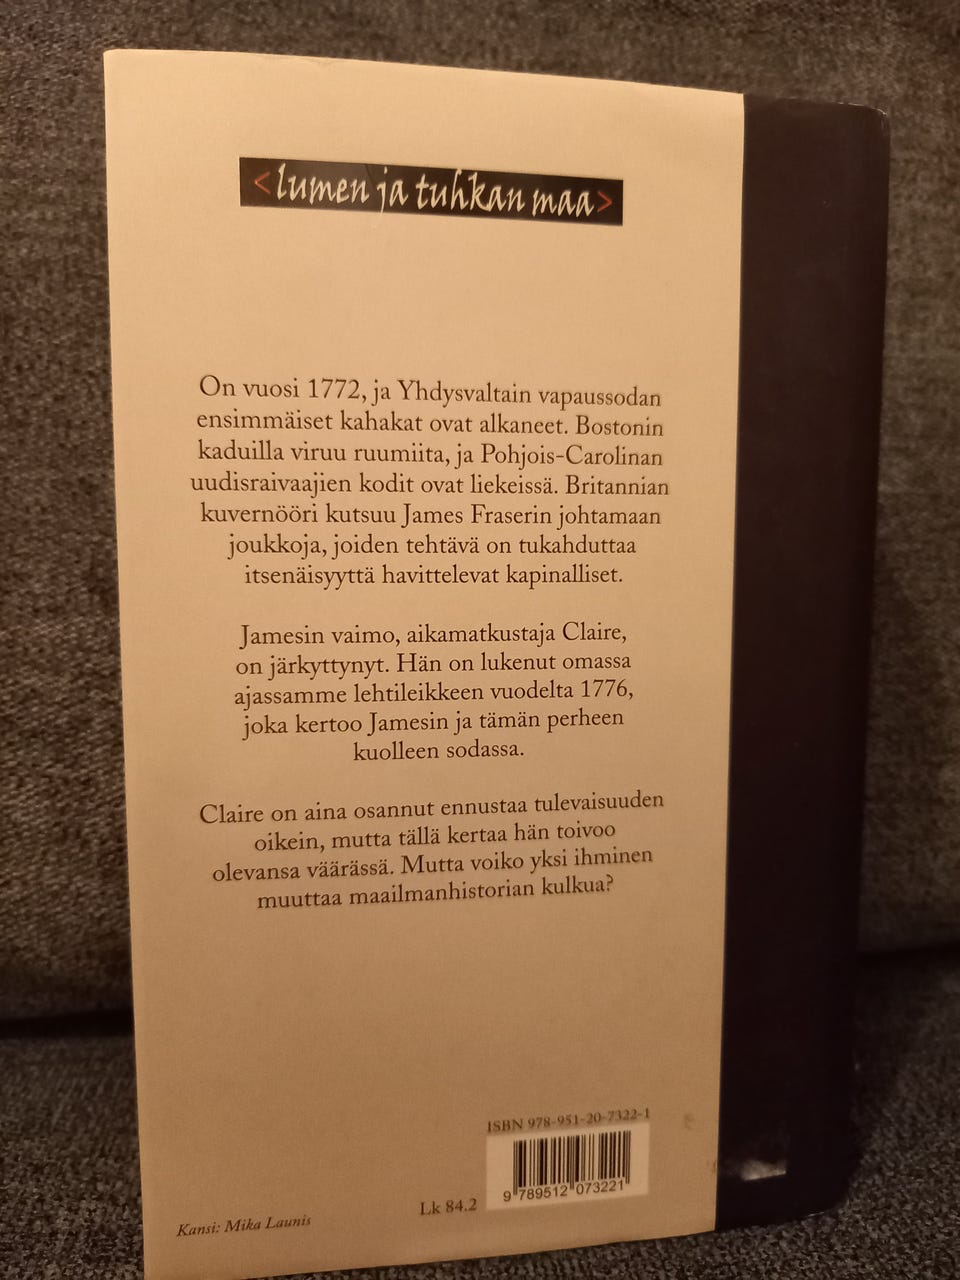 <lumen ja tuhkan maa>
On vuosi 1772, ja Yhdysvaltain vapaussodan
ensimmäiset kahakat ovat alkaneet. Bostonin
kaduilla viruu ruumiita, ja Pohjois-Carolinan
uudisraivaajien kodit ovat liekeissä. Britannian
kuvernööri kutsuu James Fraserin johtamaan
joukkoja, joiden tehtävä on tukahduttaa
itsenäisyyttä havittelevat kapinalliset.
Jamesin vaimo, aikamatkustaja Claire,
on järkyttynyt. Hän on lukenut omassa
ajassamme lehtileikkeen vuodelta 1776,
joka kertoo Jamesin ja tämän perheen
kuolleen sodassa.
Claire on aina osannut ennustaa tulevaisuuden
oikein, mutta tällä kertaa hän toivoo
olevansa väärässä. Mutta voiko yksi ihminen
muuttaa maailmanhistorian kulkua?
ISBN 978-951-20-7322-1
9 789512 073221
Lk 84.2
Kansi: Mika Launis